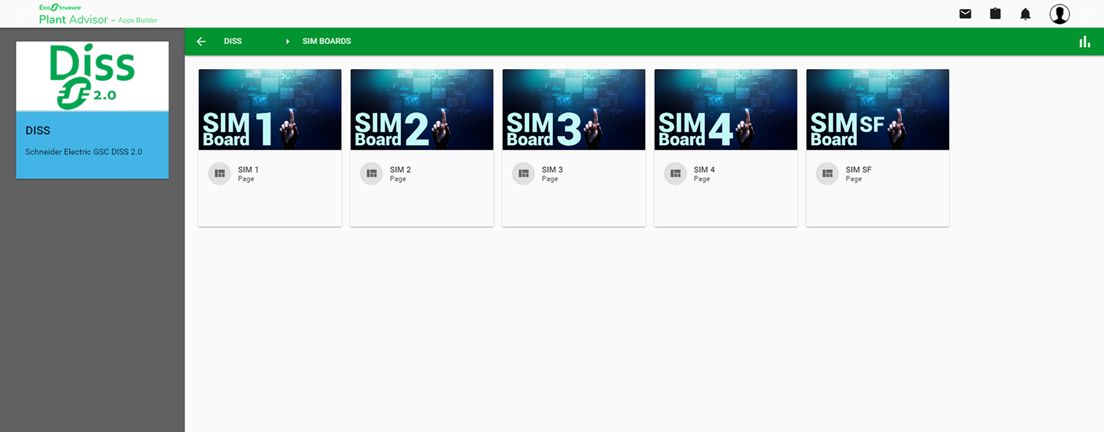 EcoStruxure
Plant Advisor – Apps Builder
Diss
2.0
DISS
Schneider Electric GSC DISS 2.0
DISS
SIM BOARDS
SIM 1
Board
SIM 1
Page
SIM 2
Board
SIM 2
Page
SIM 3
Board
SIM 3
Page
SIM 4
Board
SIM 4
Page
SIM SF
Board
SIM SF
Page